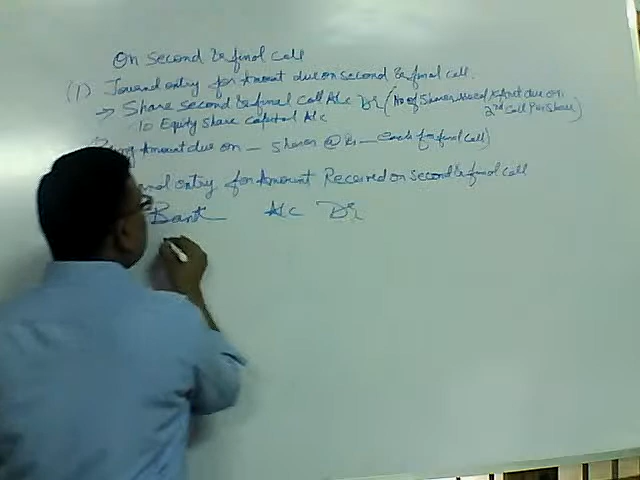 On second & final call
(1) Journal entry for Amount due on second & final call.
→ Share second & final call A/c Dr (No of Shares issued x Amt due on 2nd Call Per Share)
To Equity share capital A/c
Being Amount due on — shares @ Rs — each for final call)
entry for Amount Received on second & final call
Bank A/c Dr